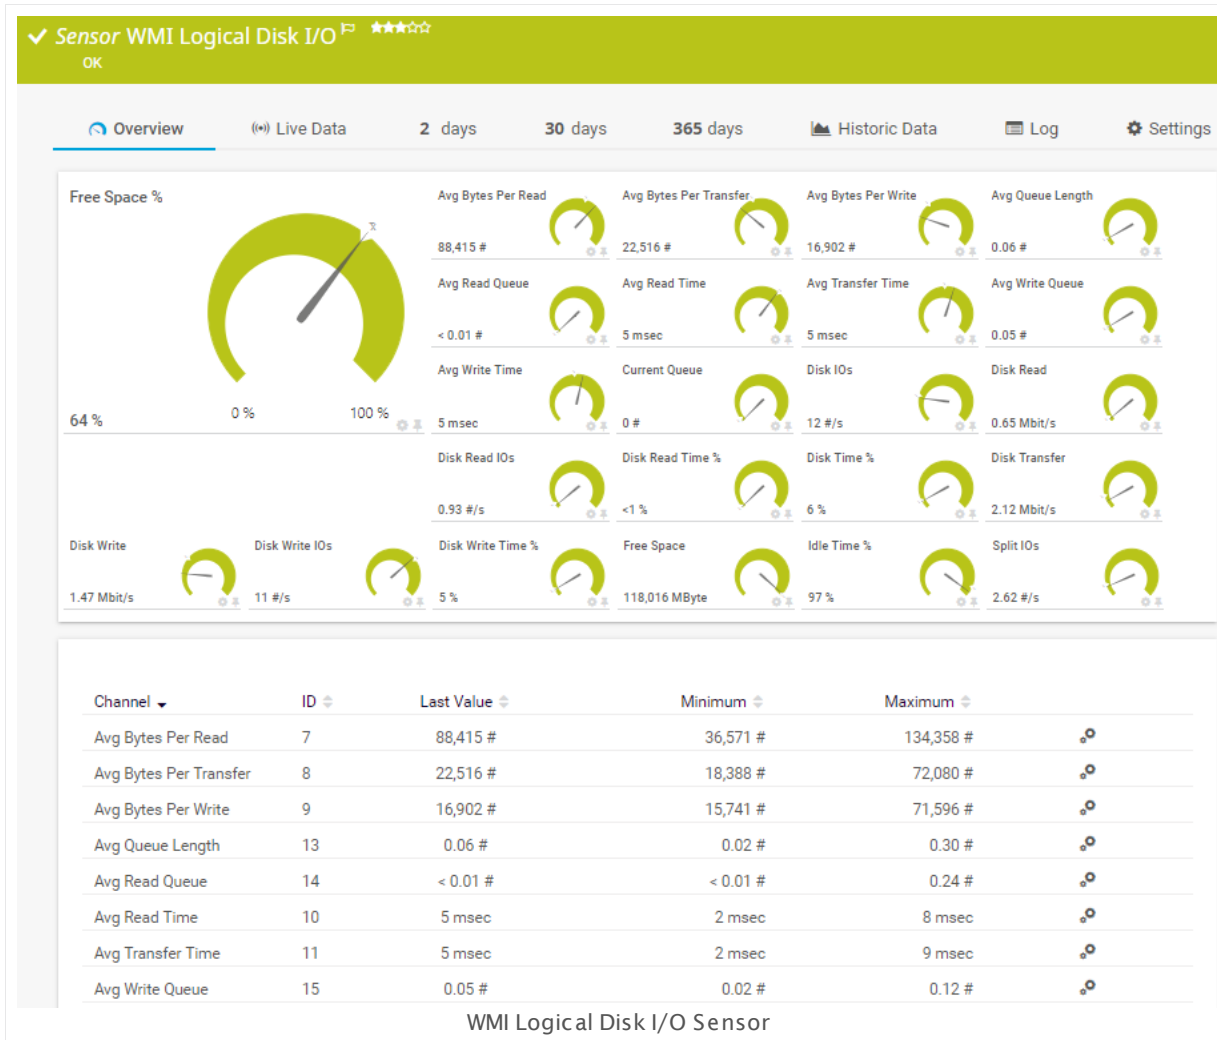 Sensor WMI Logical Disk I/O
OK
Overview Live Data 2 days 30 days 365 days Historic Data Log Settings
Free Space %
0 % 100 %
64 %
Avg Bytes Per Read Avg Bytes Per Transfer Avg Bytes Per Write Avg Queue Length
88,415 # 22,516 # 16,902 # 0.06 #
Avg Read Queue Avg Read Time Avg Transfer Time Avg Write Queue
< 0.01 # 5 msec 5 msec 0.05 #
Avg Write Time Current Queue Disk IOs Disk Read
5 msec 0 # 12 #/s 0.65 Mbit/s
Disk Read IOs Disk Read Time % Disk Time % Disk Transfer
0.93 #/s <1 % 6 % 2.12 Mbit/s
Disk Write Disk Write IOs Disk Write Time % Free Space Idle Time % Split IOs
1.47 Mbit/s 11 #/s 5 % 118,016 MByte 97 % 2.62 #/s
Channel ID Last Value Minimum Maximum
Avg Bytes Per Read 7 88,415 # 36,571 # 134,358 #
Avg Bytes Per Transfer 8 22,516 # 18,388 # 72,080 #
Avg Bytes Per Write 9 16,902 # 15,741 # 71,596 #
Avg Queue Length 13 0.06 # 0.02 # 0.30 #
Avg Read Queue 14 < 0.01 # < 0.01 # 0.24 #
Avg Read Time 10 5 msec 2 msec 8 msec
Avg Transfer Time 11 5 msec 2 msec 9 msec
Avg Write Queue 15 0.05 # 0.02 # 0.12 #
WMI Logical Disk I/O Sensor